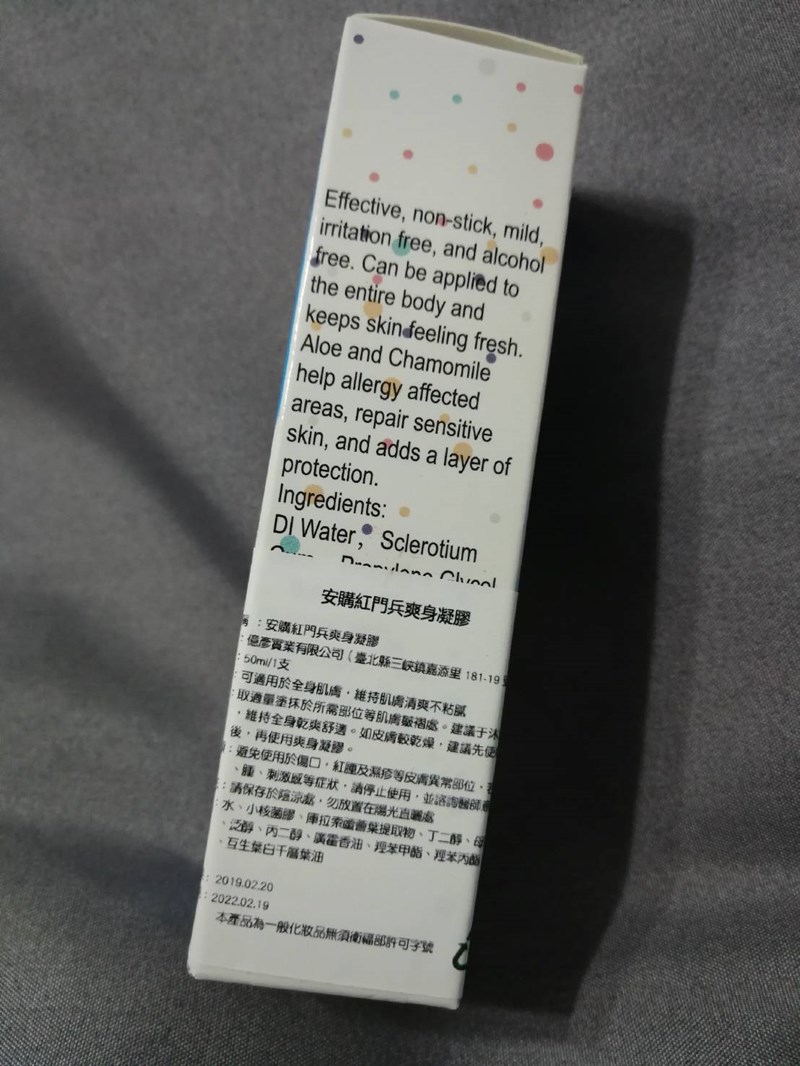 Effective, non-stick, mild,
irritation free, and alcohol
free. Can be applied to
the entire body and
keeps skin feeling fresh.
Aloe and Chamomile
help allergy affected
areas, repair sensitive
skin, and adds a layer of
protection.
Ingredients:
DI Water, Sclerotium
Gum Propylene Glycol
安購紅門兵爽身凝膠
：安購紅門兵爽身凝膠
：億彥實業有限公司（臺北縣三峽鎮嘉添里 181-19
：50ml/1支
：可適用於全身肌膚，維持肌膚清爽不粘膩
：取適量塗抹於所需部位等肌膚皺褶處。建議于沐
，維持全身乾爽舒適。如皮膚較乾燥，建議先使
後，再使用爽身凝膠。
：避免使用於傷口，紅腫及濕疹等皮膚異常部位，
、腫、刺激感等症狀，請停止使用，並諮詢醫師
：請保存於陰涼處，勿放置在陽光直曬處
：水、小核菌膠、庫拉索蘆薈葉提取物、丁二醇、母
、泛醇、丙二醇、廣藿香油、羥苯甲酯、羥苯丙酯
、互生葉白千層葉油
：2019.02.20
：2022.02.19
本產品為一般化妝品無須衛福部許可字號